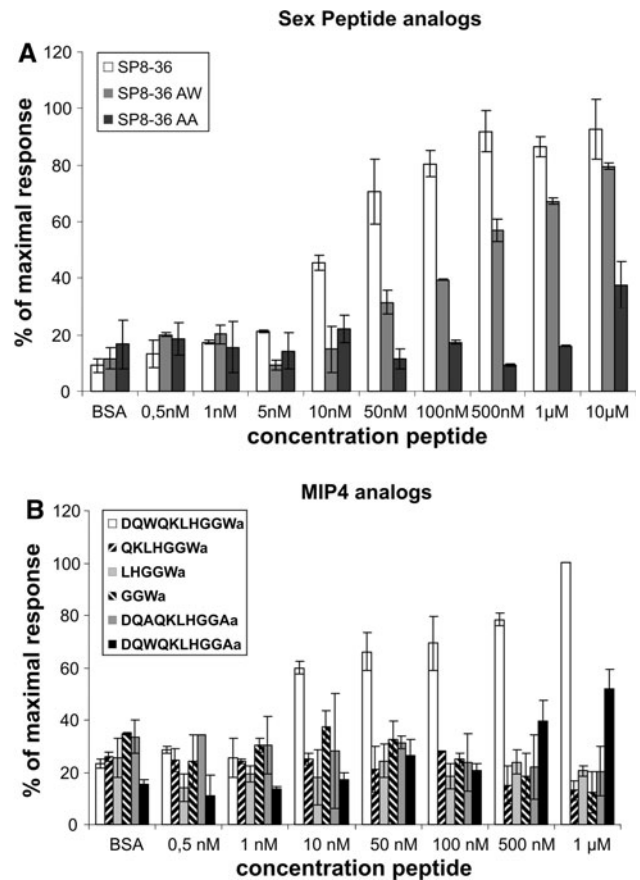 Sex Peptide analogs
A
120
100
80
60
40
20
0
% of maximal response
SP8-36
SP8-36 AW
SP8-36 AA
BSA 0,5nM 1nM 5nM 10nM 50nM 100nM 500nM 1µM 10µM
concentration peptide
MIP4 analogs
B
120
100
80
60
40
20
0
% of maximal response
DQWQKLHGGWa
QKLHGGWa
LHGGWa
GGWa
DQAQKLHGGAa
DQWQKLHGGAa
BSA 0,5 nM 1 nM 10 nM 50 nM 100 nM 500 nM 1 µM
concentration peptide